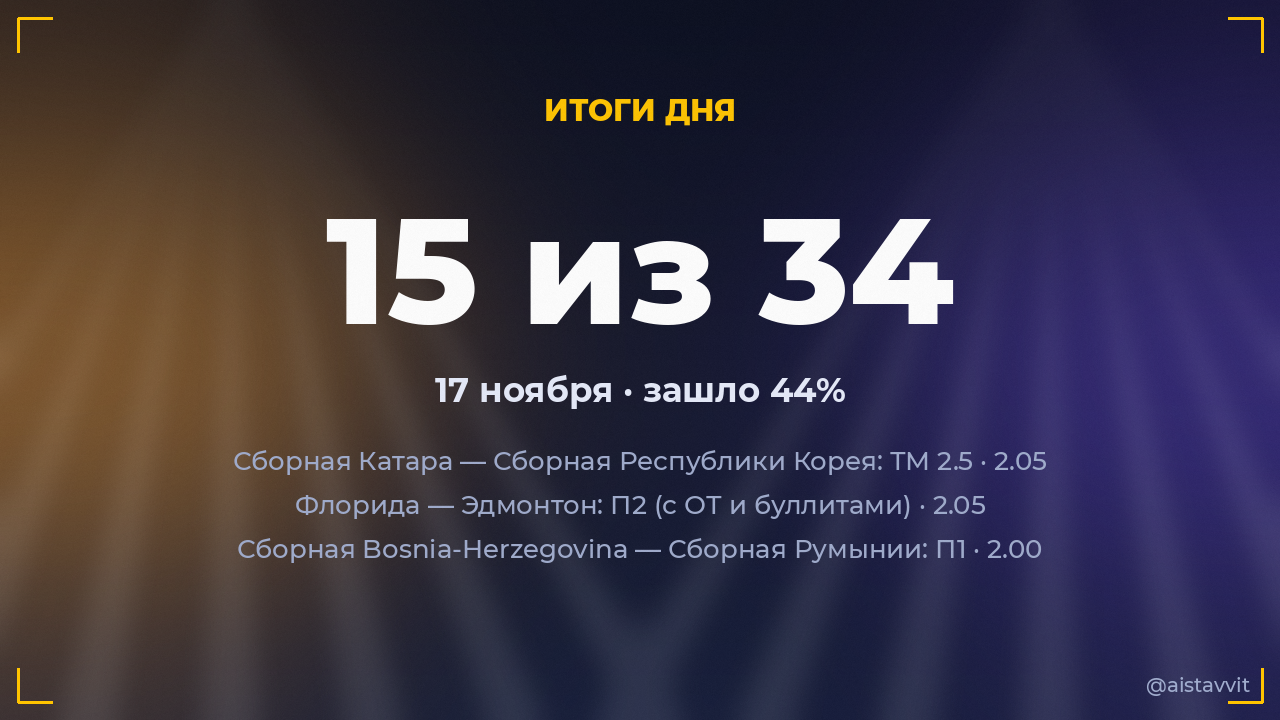 ИТОГИ ДНЯ
15 из 34
17 ноября · зашло 44%
Сборная Катара — Сборная Республики Корея: ТМ 2.5 · 2.05
Флорида — Эдмонтон: П2 (с ОТ и буллитами) · 2.05
Сборная Bosnia-Herzegovina — Сборная Румынии: П1 · 2.00
@aistavvit